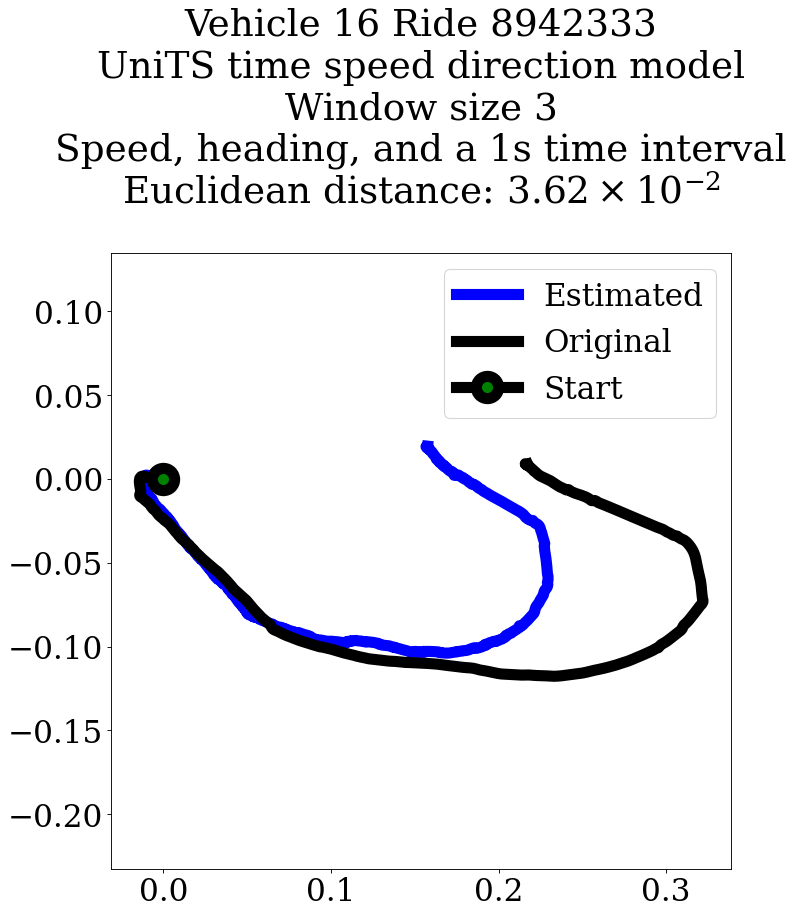 Vehicle 16 Ride 8942333
UniTS time speed direction model
Window size 3
Speed, heading, and a 1s time interval
Euclidean distance: 3.62 × 10⁻²
Estimated
Original
Start
0.10
0.05
0.00
−0.05
−0.10
−0.15
−0.20
0.0 0.1 0.2 0.3